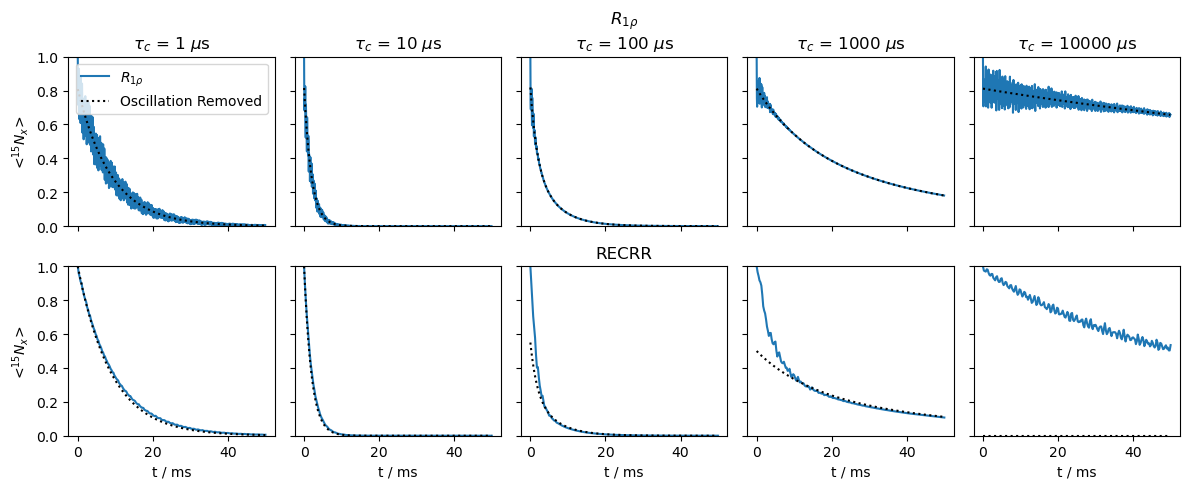 R₁ρ
τc = 1 μs
τc = 10 μs
τc = 100 μs
τc = 1000 μs
τc = 10000 μs
1.0
0.8
0.6
0.4
0.2
0.0
<¹⁵Nₓ>
R₁ρ
Oscillation Removed
0
20
40
0
20
40
0
20
40
0
20
40
0
20
40
RECRR
1.0
0.8
0.6
0.4
0.2
0.0
<¹⁵Nₓ>
t / ms
t / ms
t / ms
t / ms
t / ms